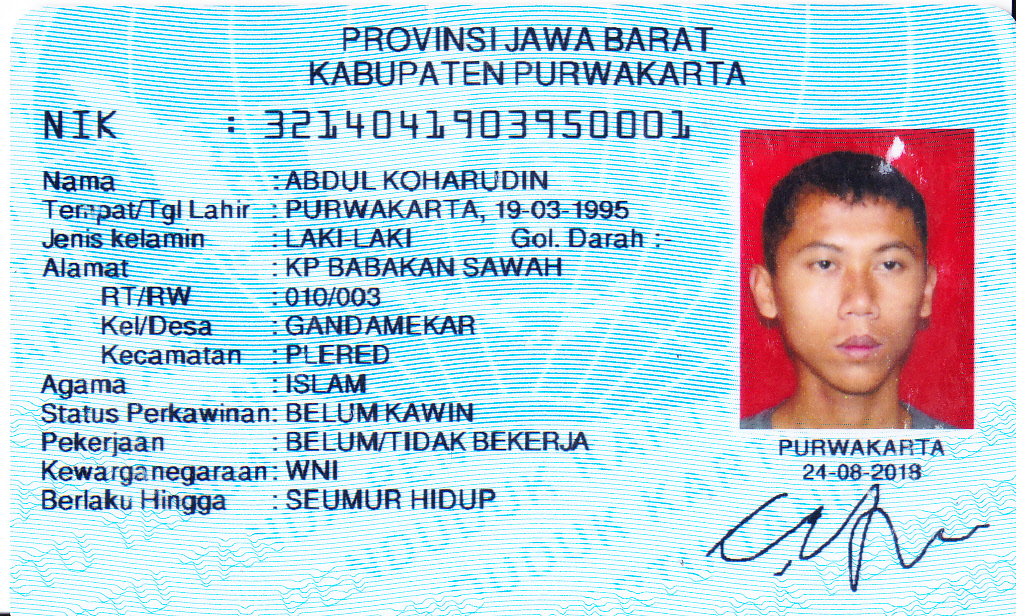 PROVINSI JAWA BARAT
KABUPATEN PURWAKARTA
NIK : 3214041903950001
Nama : ABDUL KOHARUDIN
Tempat/Tgl Lahir : PURWAKARTA, 19-03-1995
Jenis kelamin : LAKI-LAKI Gol. Darah :-
Alamat : KP BABAKAN SAWAH
RT/RW : 010/003
Kel/Desa : GANDAMEKAR
Kecamatan : PLERED
Agama : ISLAM
Status Perkawinan: BELUM KAWIN
Pekerjaan : BELUM/TIDAK BEKERJA
Kewarganegaraan: WNI
Berlaku Hingga : SEUMUR HIDUP
PURWAKARTA
24-08-2018